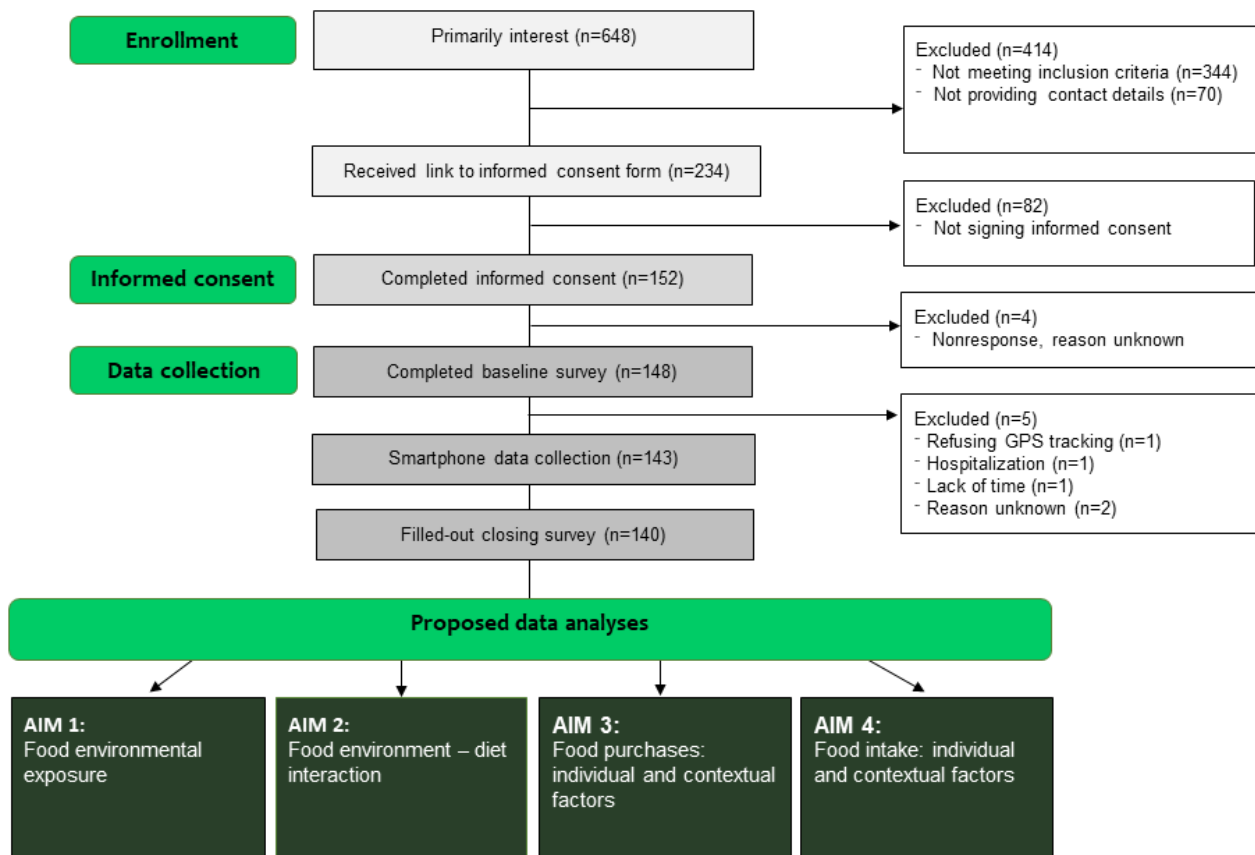 Enrollment
Primarily interest (n=648)
Excluded (n=414)
- Not meeting inclusion criteria (n=344)
- Not providing contact details (n=70)
Received link to informed consent form (n=234)
Excluded (n=82)
- Not signing informed consent
Informed consent
Completed informed consent (n=152)
Excluded (n=4)
- Nonresponse, reason unknown
Data collection
Completed baseline survey (n=148)
Excluded (n=5)
- Refusing GPS tracking (n=1)
- Hospitalization (n=1)
- Lack of time (n=1)
- Reason unknown (n=2)
Smartphone data collection (n=143)
Filled-out closing survey (n=140)
Proposed data analyses
AIM 1:
Food environmental
exposure
AIM 2:
Food environment – diet
interaction
AIM 3:
Food purchases:
individual and contextual
factors
AIM 4:
Food intake: individual
and contextual factors